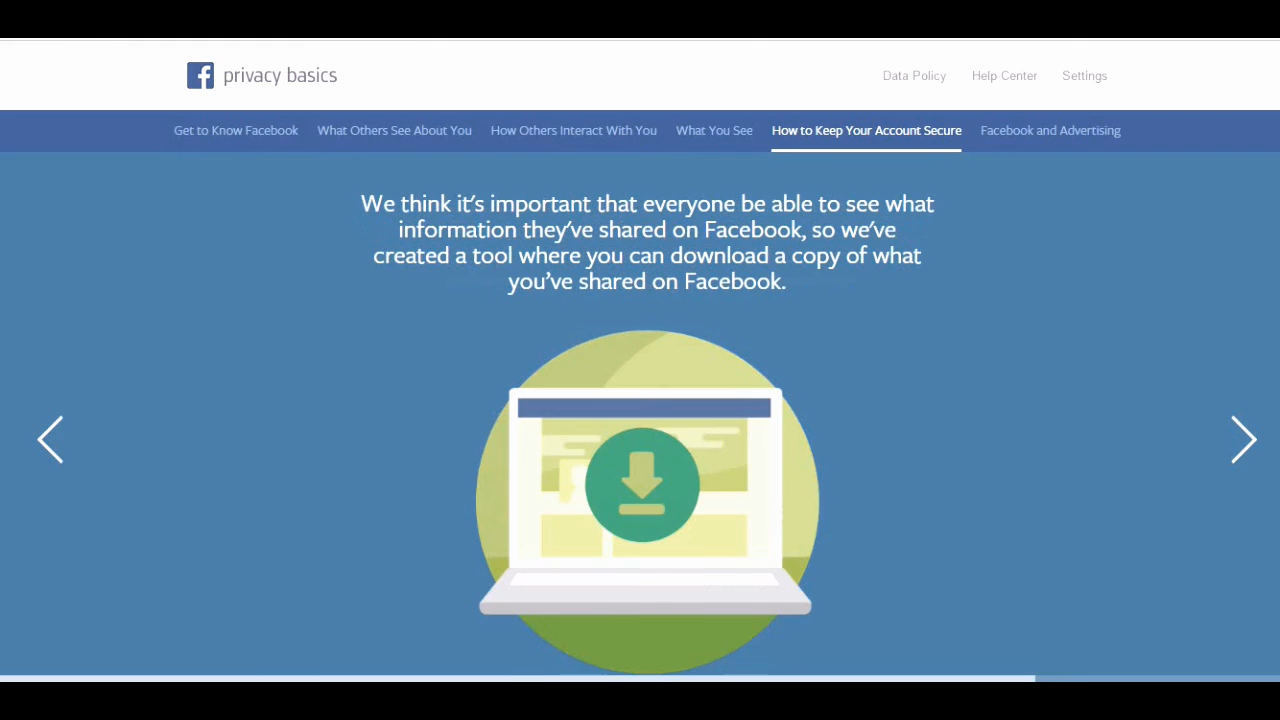 privacy basics
Data Policy Help Center Settings
Get to Know Facebook What Others See About You How Others Interact With You What You See How to Keep Your Account Secure Facebook and Advertising
We think it's important that everyone be able to see what
information they've shared on Facebook, so we've
created a tool where you can download a copy of what
you've shared on Facebook.